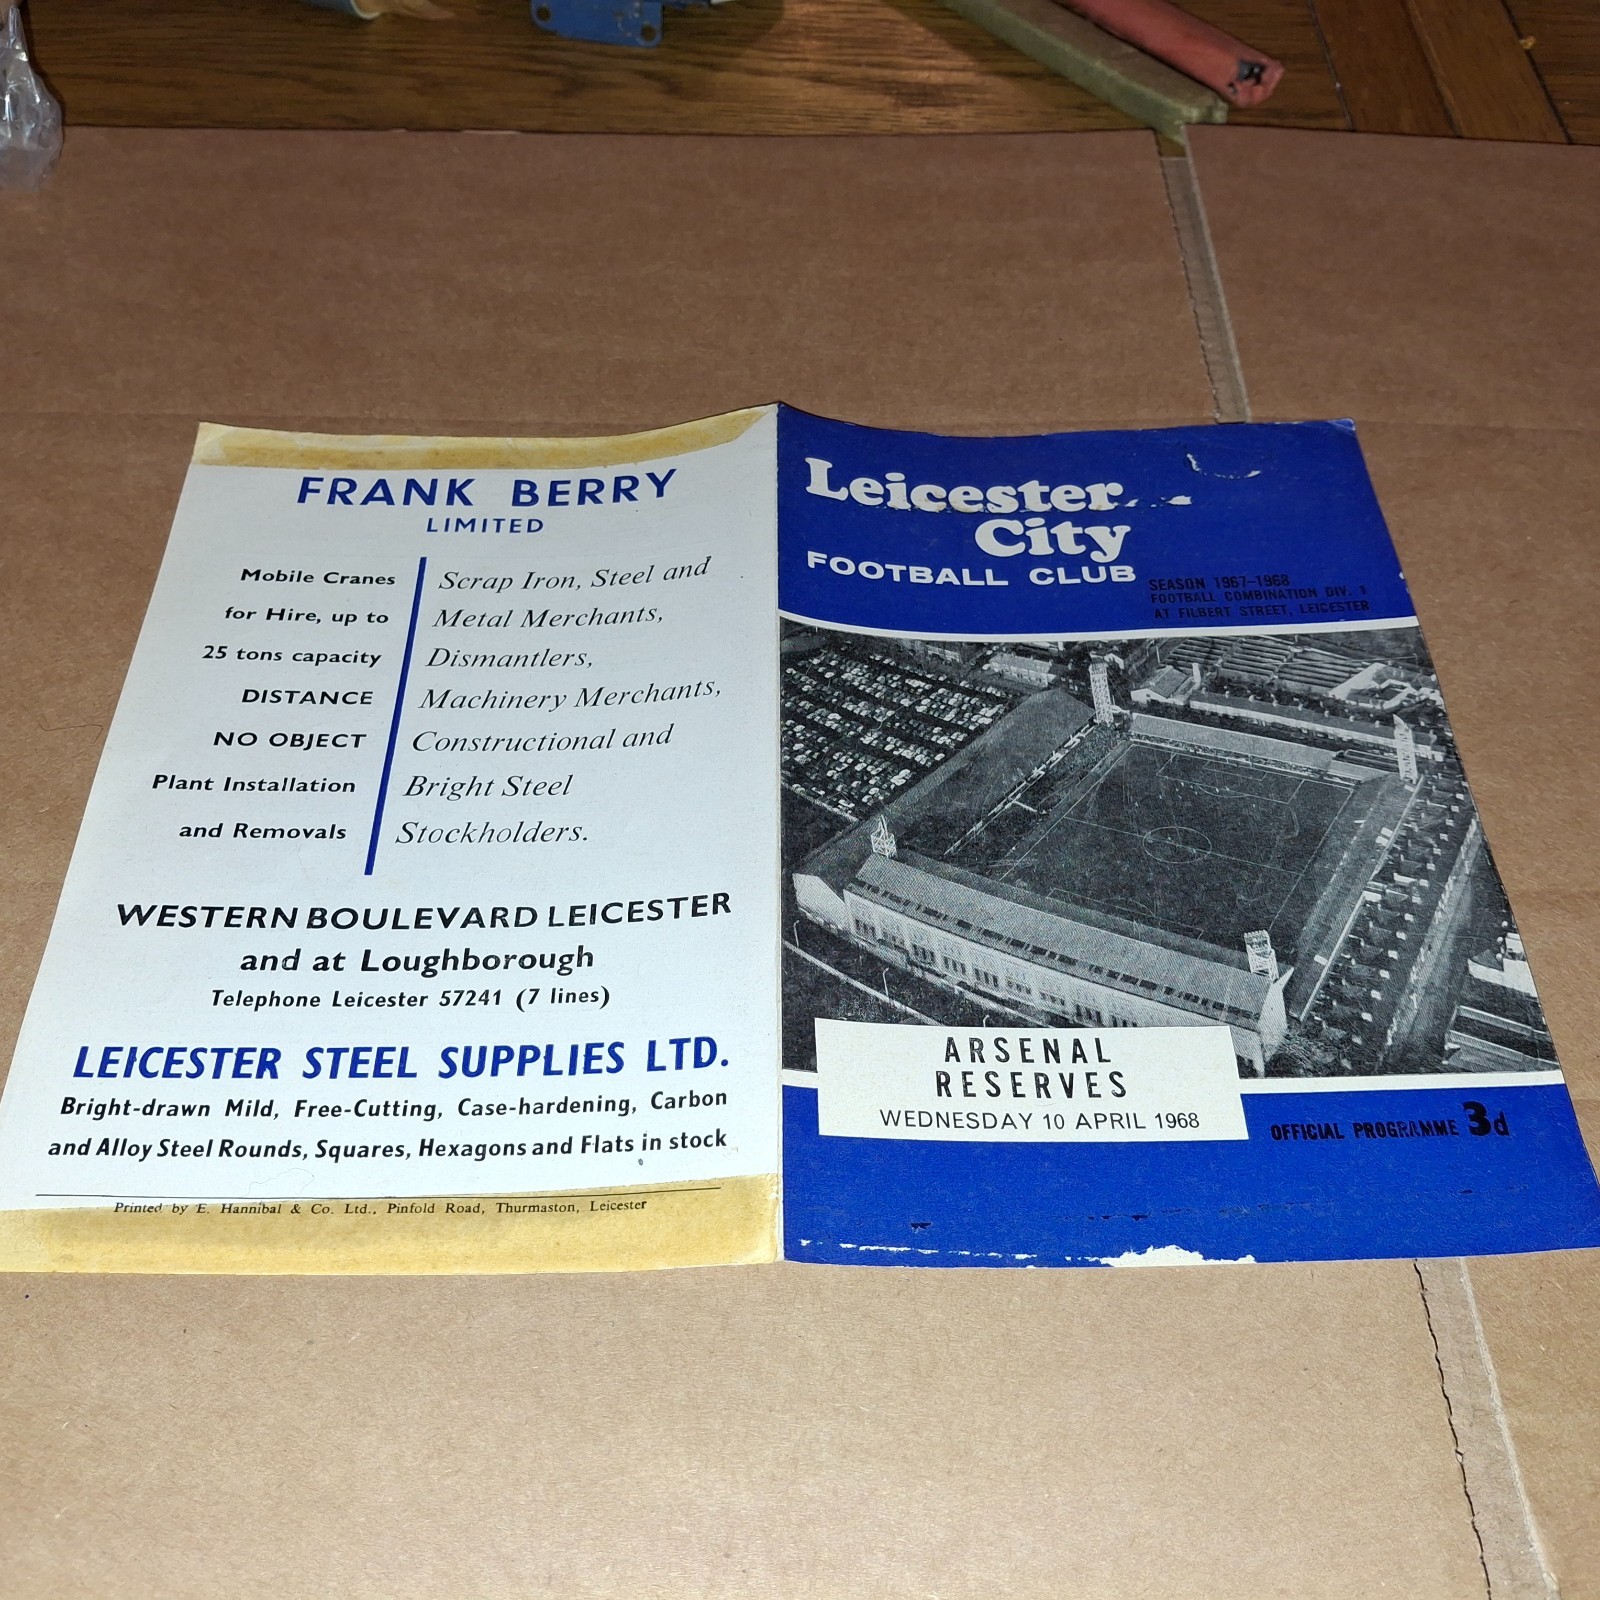 FRANK BERRY
LIMITED
Mobile Cranes
for Hire, up to
25 tons capacity
DISTANCE
NO OBJECT
Plant Installation
and Removals
Scrap Iron, Steel and
Metal Merchants,
Dismantlers,
Machinery Merchants,
Constructional and
Bright Steel
Stockholders.
WESTERN BOULEVARD LEICESTER
and at Loughborough
Telephone Leicester 57241 (7 lines)
LEICESTER STEEL SUPPLIES LTD.
Bright-drawn Mild, Free-Cutting, Case-hardening, Carbon
and Alloy Steel Rounds, Squares, Hexagons and Flats in stock
Printed by E. Hannibal & Co. Ltd., Pinfold Road, Thurmaston, Leicester
Leicester
City
FOOTBALL CLUB
SEASON 1967-1968
FOOTBALL COMBINATION DIV. 1
AT FILBERT STREET, LEICESTER
ARSENAL
RESERVES
WEDNESDAY 10 APRIL 1968
OFFICIAL PROGRAMME 3d